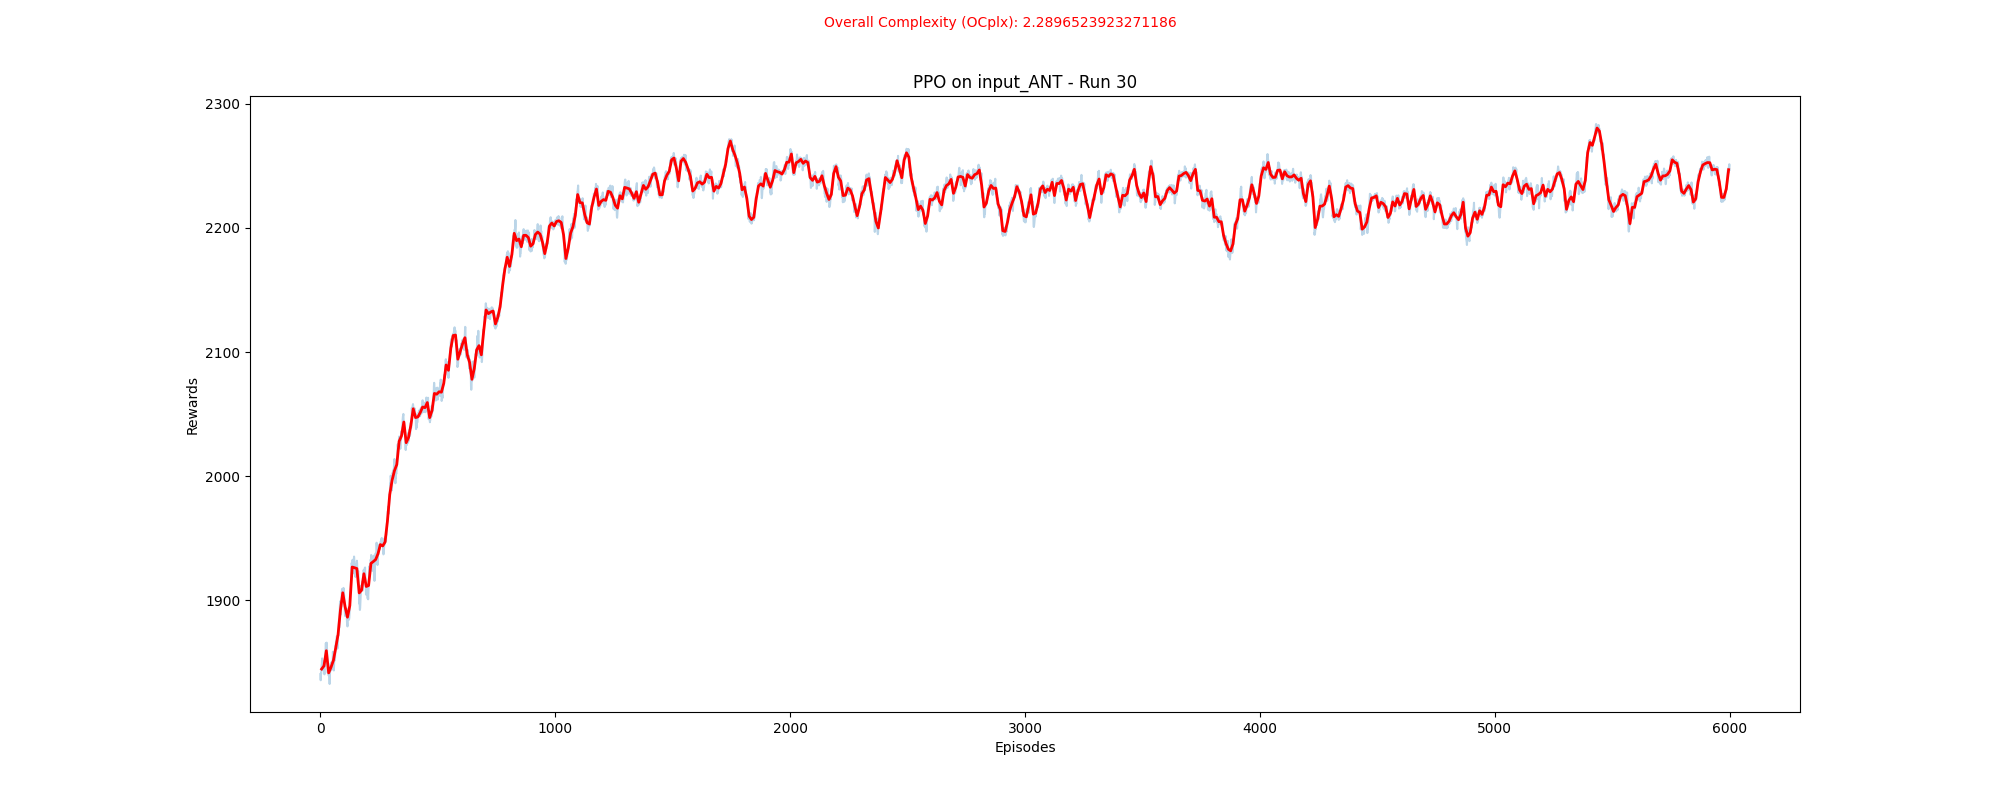 Overall Complexity (OCplx): 2.2896523923271186
PPO on input_ANT - Run 30
2300
2200
2100
2000
1900
Rewards
0 1000 2000 3000 4000 5000 6000
Episodes